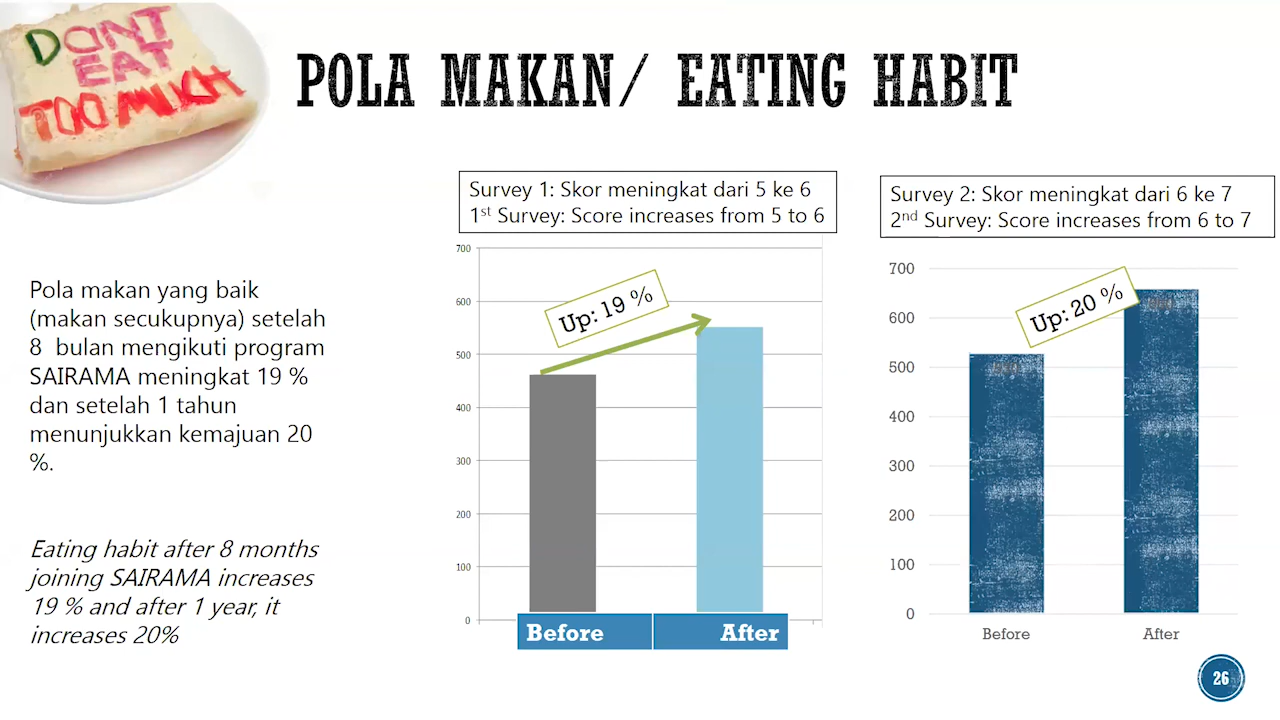 DONT
EAT
TOO MUCH
POLA MAKAN/ EATING HABIT
Survey 1: Skor meningkat dari 5 ke 6
1st Survey: Score increases from 5 to 6
Survey 2: Skor meningkat dari 6 ke 7
2nd Survey: Score increases from 6 to 7
Pola makan yang baik
(makan secukupnya) setelah
8 bulan mengikuti program
SAIRAMA meningkat 19 %
dan setelah 1 tahun
menunjukkan kemajuan 20
%.
Eating habit after 8 months
joining SAIRAMA increases
19 % and after 1 year, it
increases 20%
700
600
500
400
300
200
100
0
Up: 19 %
Before After
700
600
500
400
300
200
100
0
Up: 20 %
Before After
26